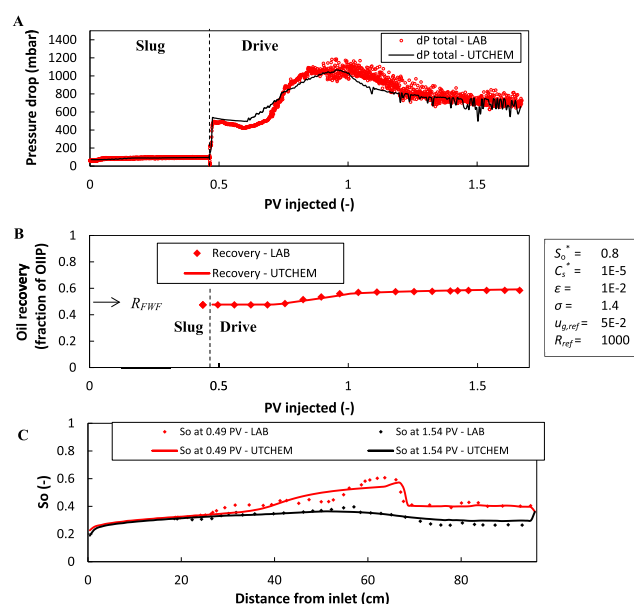 A
Slug
Drive
dP total - LAB
dP total - UTCHEM
Pressure drop (mbar)
1400
1200
1000
800
600
400
200
0
0
0.5
1
1.5
PV injected (-)
B
Recovery - LAB
Recovery - UTCHEM
Oil recovery
(fraction of OIIP)
R_FWF
Slug
Drive
1
0.8
0.6
0.4
0.2
0
0
0.5
1
1.5
PV injected (-)
S_o^* = 0.8
C_s^* = 1E-5
ε = 1E-2
σ = 1.4
u_g,ref = 5E-2
R_ref = 1000
C
So at 0.49 PV - LAB
So at 1.54 PV - LAB
So at 0.49 PV - UTCHEM
So at 1.54 PV - UTCHEM
So (-)
1
0.8
0.6
0.4
0.2
0
0
20
40
60
80
Distance from inlet (cm)